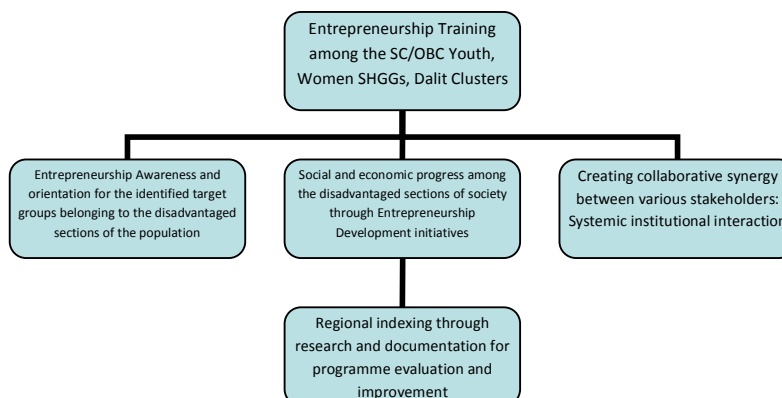 Entrepreneurship Training
among the SC/OBC Youth,
Women SHGGs, Dalit Clusters
Entrepreneurship Awareness and
orientation for the identified target
groups belonging to the disadvantaged
sections of the population
Social and economic progress among
the disadvantaged sections of society
through Entrepreneurship
Development initiatives
Creating collaborative synergy
between various stakeholders:
Systemic institutional interaction
Regional indexing through
research and documentation for
programme evaluation and
improvement